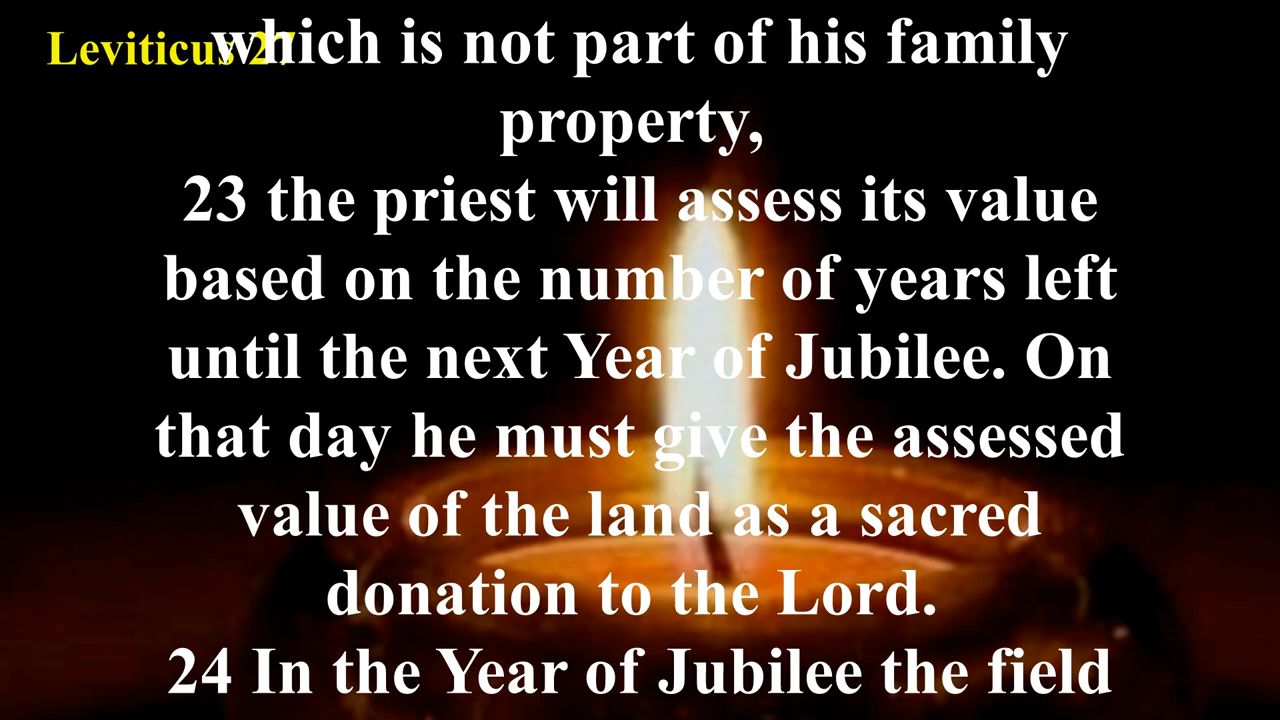 Leviticus 27
which is not part of his family
property,
23 the priest will assess its value
based on the number of years left
until the next Year of Jubilee. On
that day he must give the assessed
value of the land as a sacred
donation to the Lord.
24 In the Year of Jubilee the field